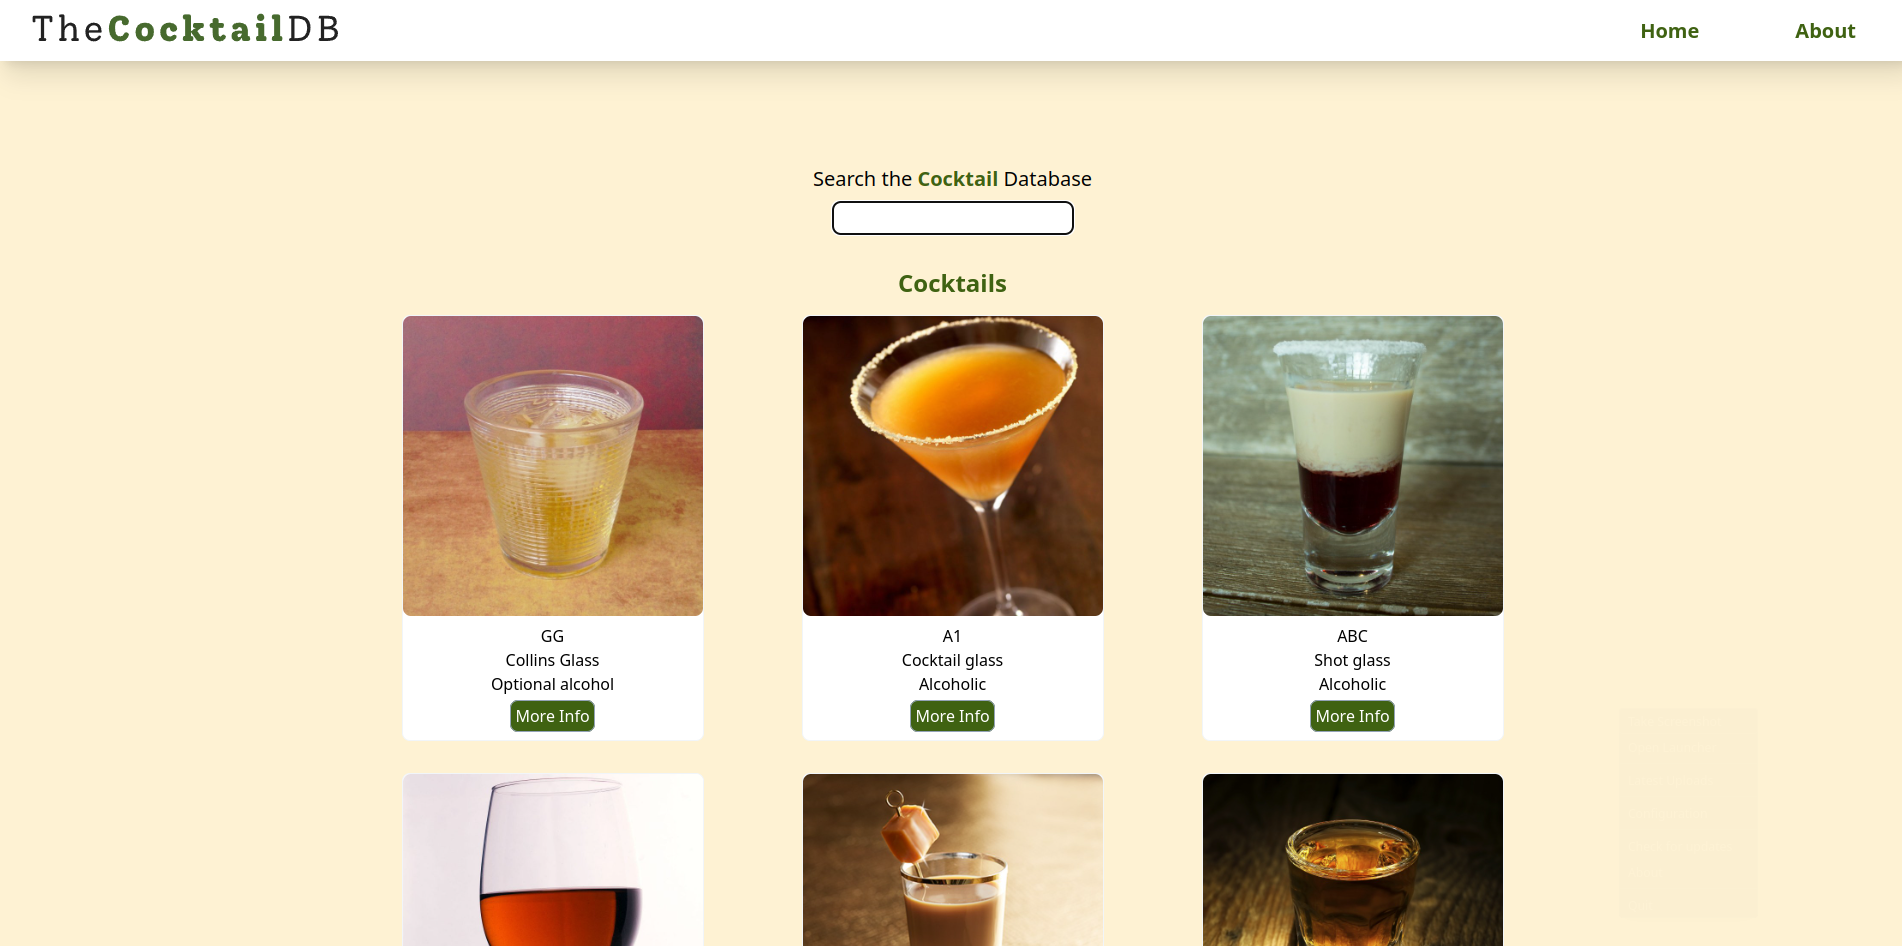 TheCocktailDB
Home
About
Search the Cocktail Database
Cocktails
GG
Collins Glass
Optional alcohol
More Info
A1
Cocktail glass
Alcoholic
More Info
ABC
Shot glass
Alcoholic
More Info